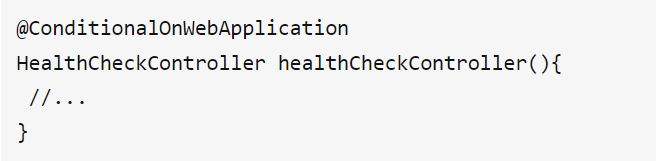 @ConditionalOnWebApplication
HealthCheckController healthCheckController(){
 //...
}